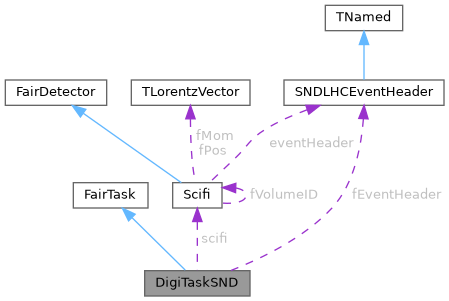 TNamed
FairDetector
TLorentzVector
SNDLHCEventHeader
fMom
fPos
eventHeader
FairTask
Scifi
fVolumeID
fEventHeader
scifi
DigiTaskSND